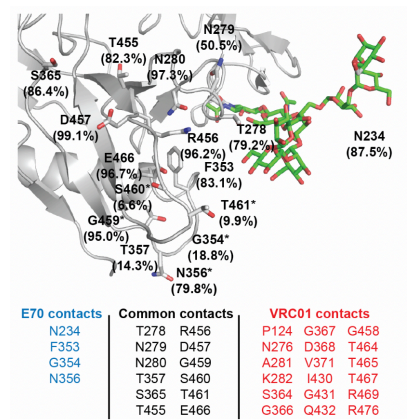 N279
(50.5%)
T455
(82.3%)
N280
(97.3%)
S365
(86.4%)
D457
(99.1%)
T278
(79.2%)
N234
(87.5%)
R456
(96.2%)
E466
(96.7%)
F353
(83.1%)
S460*
(6.6%)
T461*
(9.9%)
G459*
(95.0%)
G354*
(18.8%)
T357
(14.3%)
N356*
(79.8%)
E70 contacts Common contacts VRC01 contacts
N234 T278 R456 P124 G367 G458
F353 N279 D457 N276 D368 T464
G354 N280 G459 A281 V371 T465
N356 T357 S460 K282 I430 T467
S365 T461 S364 G431 R469
T455 E466 G366 Q432 R476